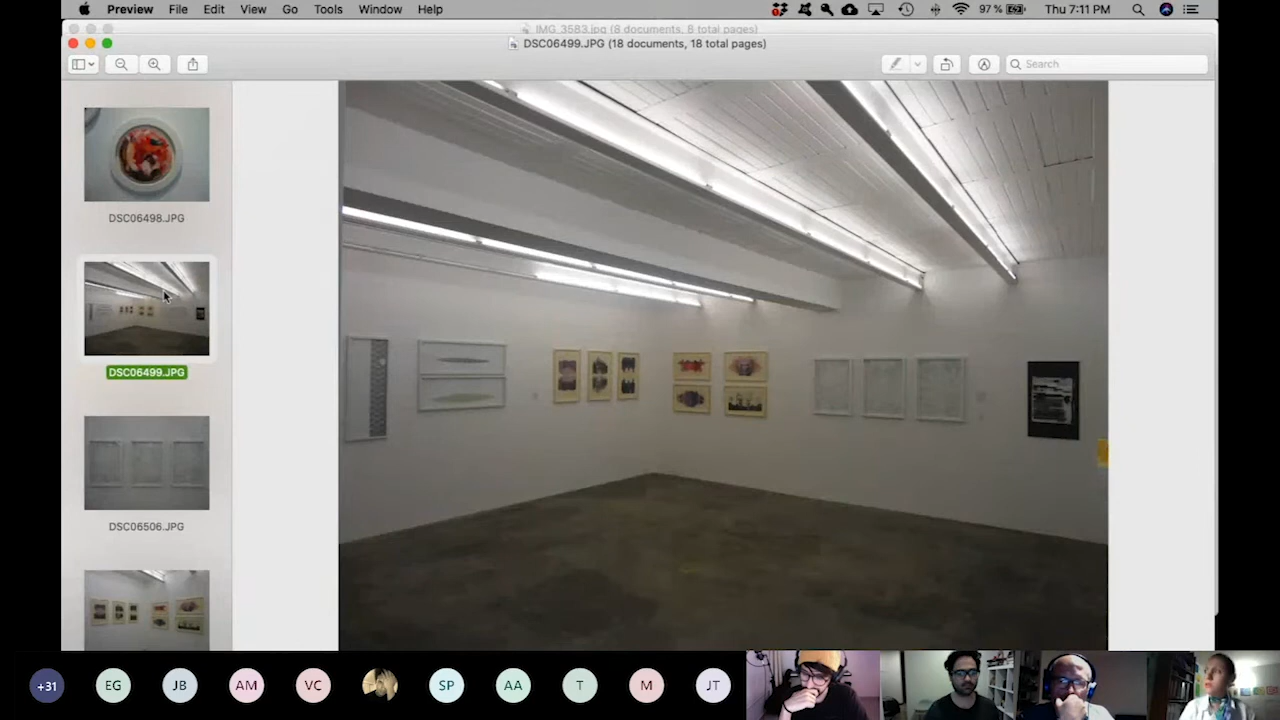 Preview File Edit View Go Tools Window Help 97% Thu 7:11 PM
IMG_3583.jpg (8 documents, 8 total pages)
DSC06499.JPG (18 documents, 18 total pages)
Search
DSC06498.JPG
DSC06499.JPG
DSC06506.JPG
+31 EG JB AM VC SP AA T M JT